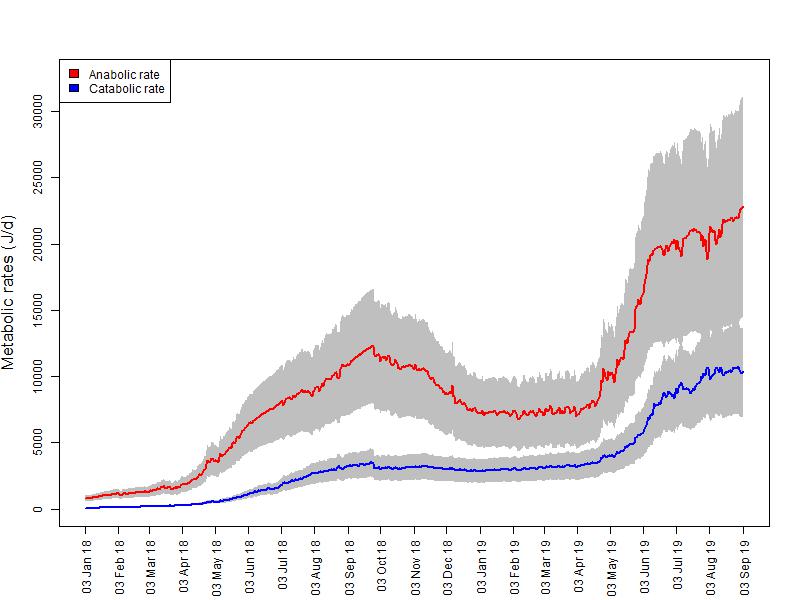 Anabolic rate
Catabolic rate
Metabolic rates (J/d)
30000
25000
20000
15000
10000
5000
0
03 Jan 18
03 Feb 18
03 Mar 18
03 Apr 18
03 May 18
03 Jun 18
03 Jul 18
03 Aug 18
03 Sep 18
03 Oct 18
03 Nov 18
03 Dec 18
03 Jan 19
03 Feb 19
03 Mar 19
03 Apr 19
03 May 19
03 Jun 19
03 Jul 19
03 Aug 19
03 Sep 19